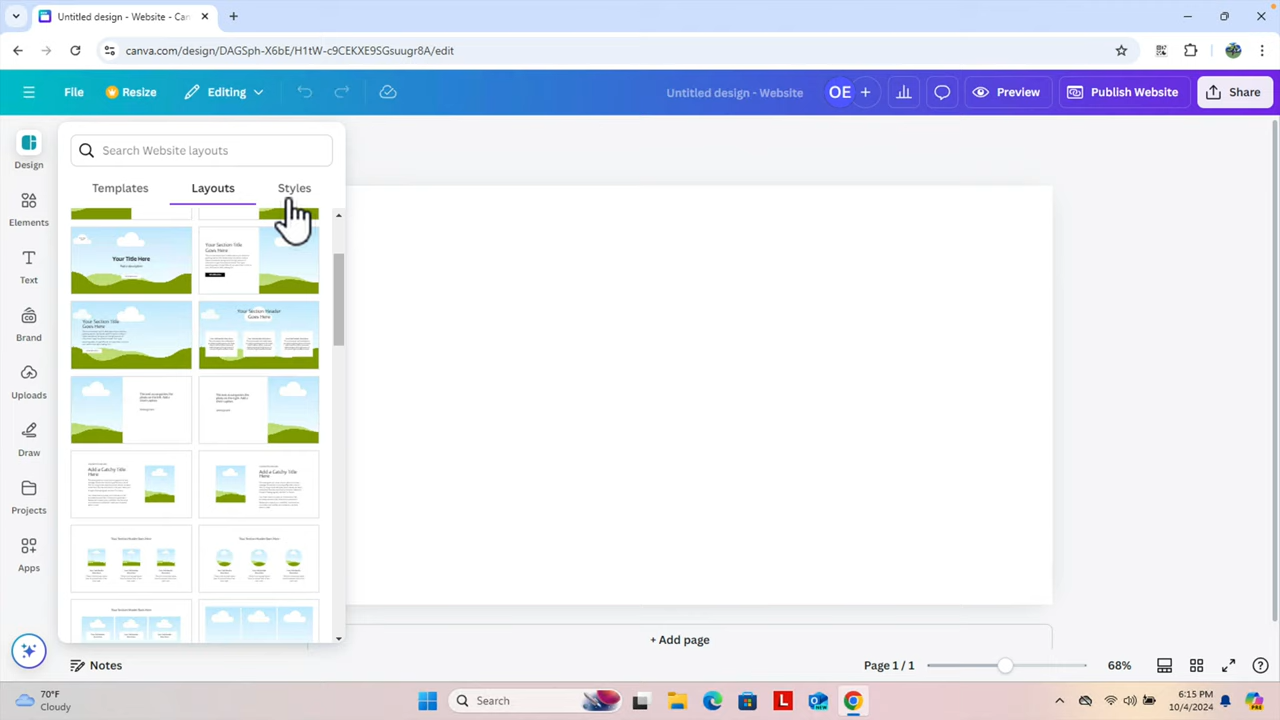 Untitled design - Website - Can
canva.com/design/DAGSph-X6bE/H1tW-c9CEKXE9SGsuugr8A/edit
File
Resize
Editing
Untitled design - Website
OE
Preview
Publish Website
Share
Design
Elements
Text
Brand
Uploads
Draw
Projects
Apps
Search Website layouts
Templates
Layouts
Styles
Your Title Here
Your Section Title
Goes Here
Your Section Title
Goes Here
Your Section Header
Goes Here
Add a Catchy Title
Here
Add a Catchy Title
Here
+ Add page
Notes
Page 1 / 1
68%
70°F
Cloudy
Search
6:15 PM
10/4/2024